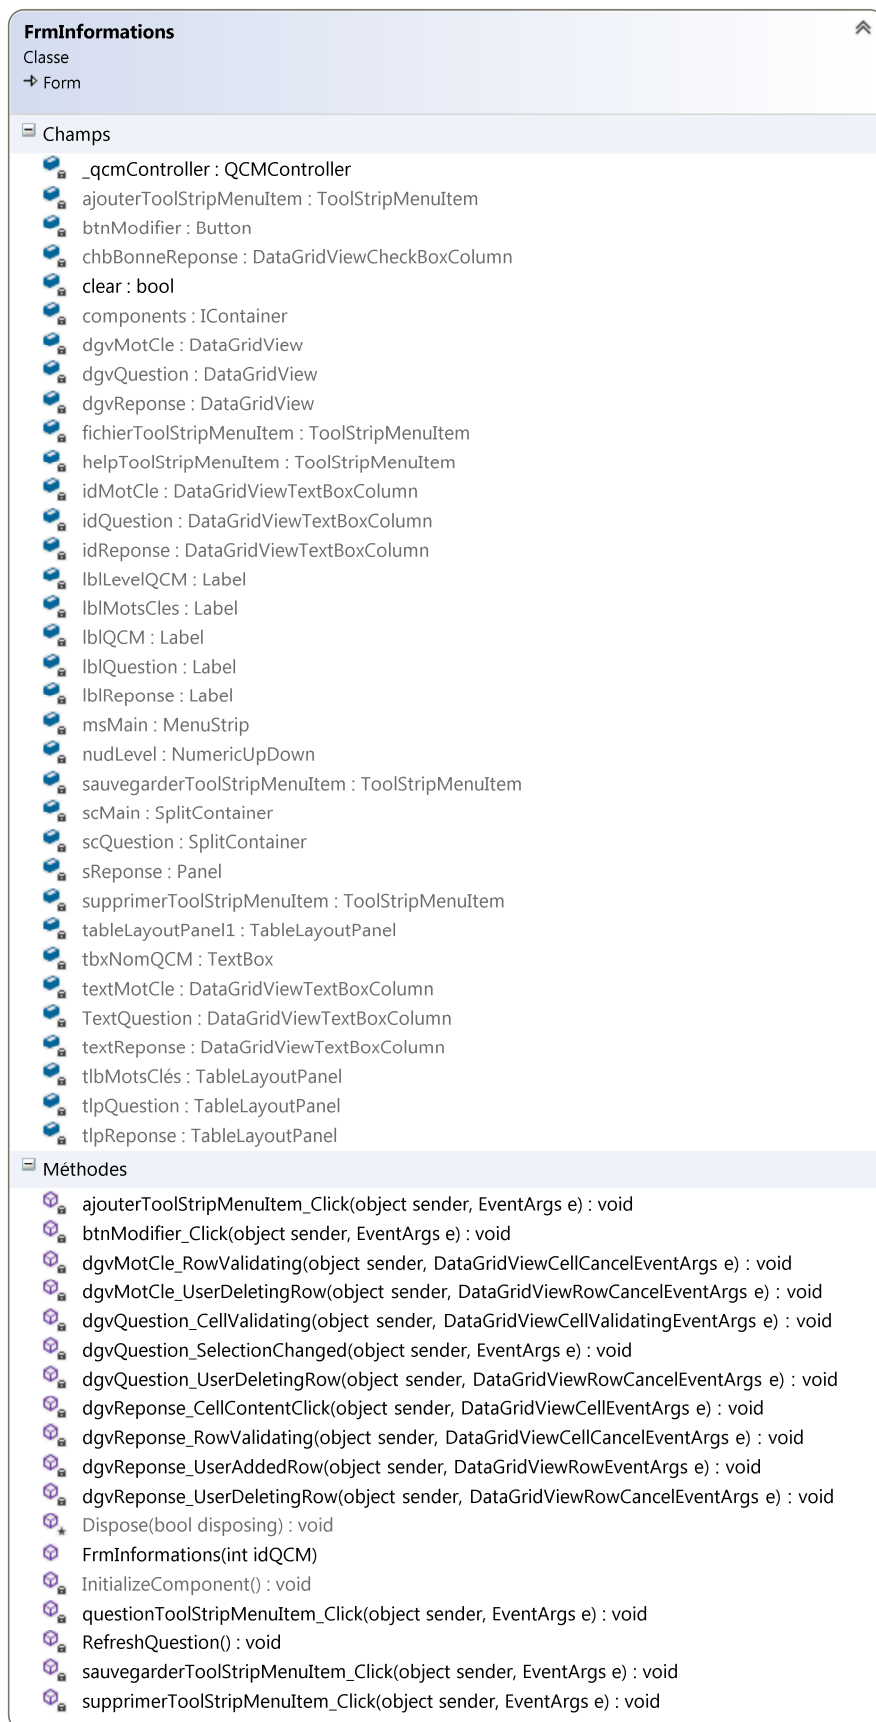 FrmInformations
Classe
Form
Champs
_qcmController : QCMController
ajouterToolStripMenuItem : ToolStripMenuItem
btnModifier : Button
chbBonneReponse : DataGridViewCheckBoxColumn
clear : bool
components : IContainer
dgvMotCle : DataGridView
dgvQuestion : DataGridView
dgvReponse : DataGridView
fichierToolStripMenuItem : ToolStripMenuItem
helpToolStripMenuItem : ToolStripMenuItem
idMotCle : DataGridViewTextBoxColumn
idQuestion : DataGridViewTextBoxColumn
idReponse : DataGridViewTextBoxColumn
lblLevelQCM : Label
lblMotsCles : Label
lblQCM : Label
lblQuestion : Label
lblReponse : Label
msMain : MenuStrip
nudLevel : NumericUpDown
sauvegarderToolStripMenuItem : ToolStripMenuItem
scMain : SplitContainer
scQuestion : SplitContainer
sReponse : Panel
supprimerToolStripMenuItem : ToolStripMenuItem
tableLayoutPanel1 : TableLayoutPanel
tbxNomQCM : TextBox
textMotCle : DataGridViewTextBoxColumn
TextQuestion : DataGridViewTextBoxColumn
textReponse : DataGridViewTextBoxColumn
tlbMotsClés : TableLayoutPanel
tlpQuestion : TableLayoutPanel
tlpReponse : TableLayoutPanel
Méthodes
ajouterToolStripMenuItem_Click(object sender, EventArgs e) : void
btnModifier_Click(object sender, EventArgs e) : void
dgvMotCle_RowValidating(object sender, DataGridViewCellCancelEventArgs e) : void
dgvMotCle_UserDeletingRow(object sender, DataGridViewRowCancelEventArgs e) : void
dgvQuestion_CellValidating(object sender, DataGridViewCellValidatingEventArgs e) : void
dgvQuestion_SelectionChanged(object sender, EventArgs e) : void
dgvQuestion_UserDeletingRow(object sender, DataGridViewRowCancelEventArgs e) : void
dgvReponse_CellContentClick(object sender, DataGridViewCellEventArgs e) : void
dgvReponse_RowValidating(object sender, DataGridViewCellCancelEventArgs e) : void
dgvReponse_UserAddedRow(object sender, DataGridViewRowEventArgs e) : void
dgvReponse_UserDeletingRow(object sender, DataGridViewRowCancelEventArgs e) : void
Dispose(bool disposing) : void
FrmInformations(int idQCM)
InitializeComponent() : void
questionToolStripMenuItem_Click(object sender, EventArgs e) : void
RefreshQuestion() : void
sauvegarderToolStripMenuItem_Click(object sender, EventArgs e) : void
supprimerToolStripMenuItem_Click(object sender, EventArgs e) : void